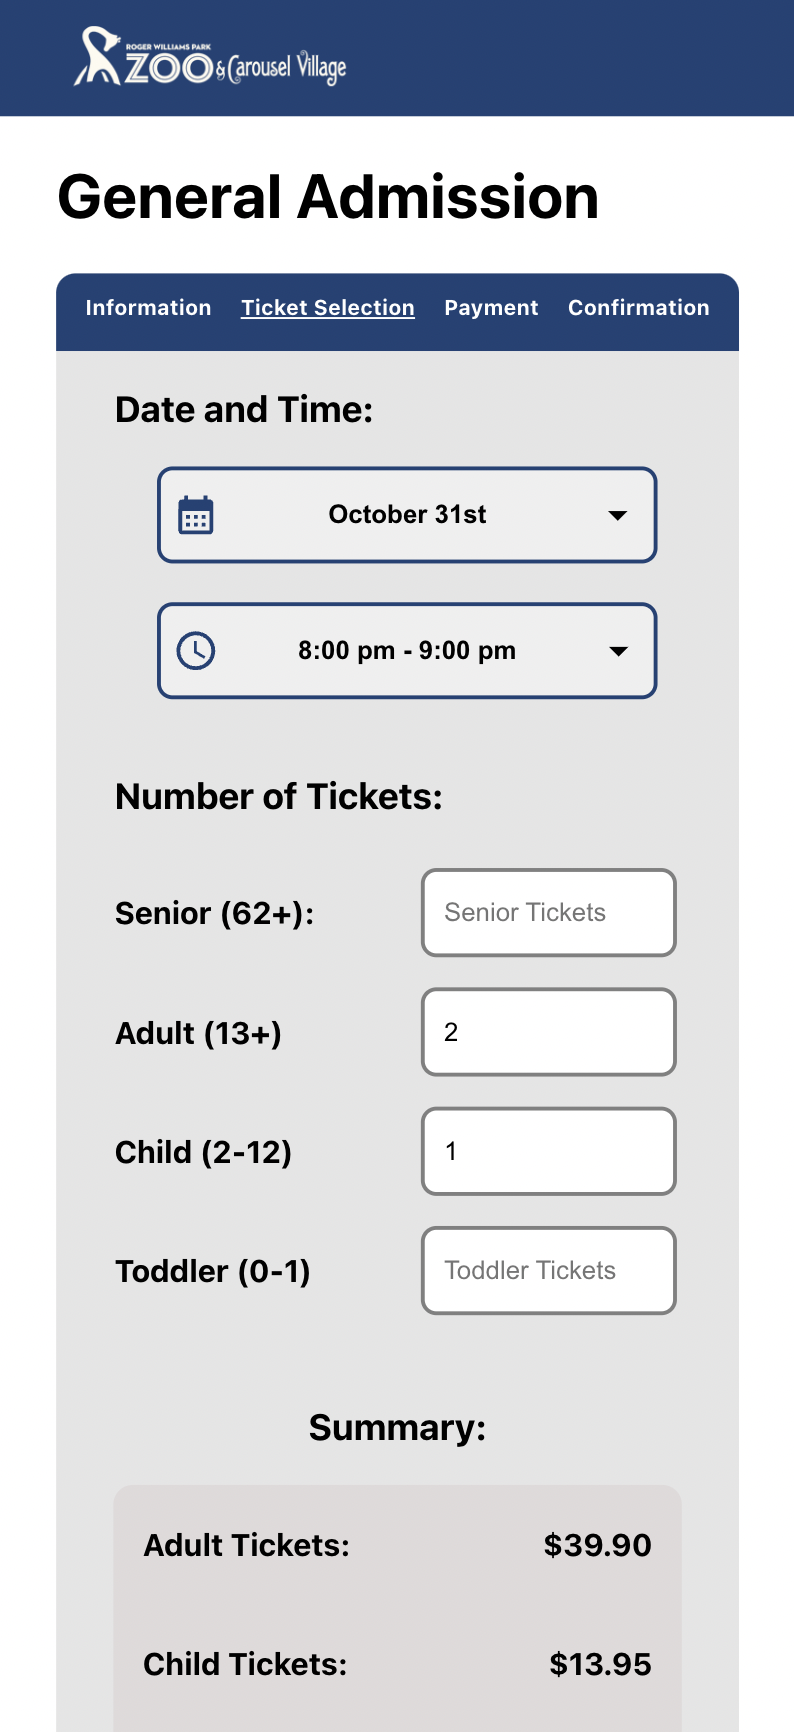 ROGER WILLIAMS PARK
ZOO & Carousel Village
General Admission
Information Ticket Selection Payment Confirmation
Date and Time:
October 31st
8:00 pm - 9:00 pm
Number of Tickets:
Senior (62+): Senior Tickets
Adult (13+) 2
Child (2-12) 1
Toddler (0-1) Toddler Tickets
Summary:
Adult Tickets: $39.90
Child Tickets: $13.95